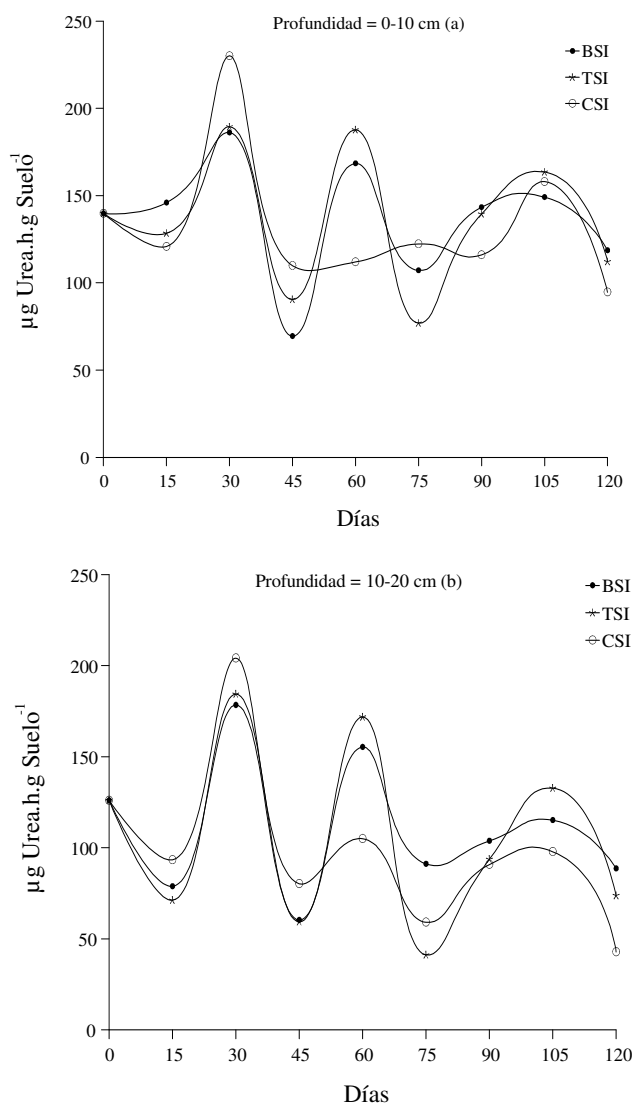 Profundidad = 0-10 cm (a)
BSI
TSI
CSI
250
200
150
100
50
0
µg Urea.h.g Suelo-1
0 15 30 45 60 75 90 105 120
Días
Profundidad = 10-20 cm (b)
BSI
TSI
CSI
250
200
150
100
50
0
µg Urea.h.g Suelo-1
0 15 30 45 60 75 90 105 120
Días